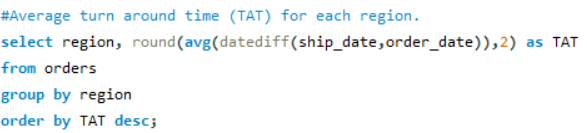 #Average turn around time (TAT) for each region.
select region, round(avg(datediff(ship_date,order_date)),2) as TAT
from orders
group by region
order by TAT desc;